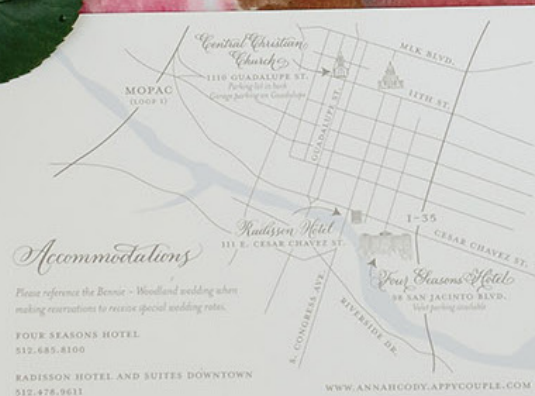 Central Christian
Church
1110 GUADALUPE ST.
Parking lot in back
Garage parking on Guadalupe
MLK BLVD.
MOPAC
(LOOP 1)
11TH ST.
GUADALUPE ST.
I-35
Radisson Hotel
111 E. CESAR CHAVEZ ST.
CESAR CHAVEZ ST.
Four Seasons Hotel
98 SAN JACINTO BLVD.
Valet parking available
S. CONGRESS AVE.
RIVERSIDE DR.
Accommodations
Please reference the Bennie - Woodland wedding when
making reservations to receive special wedding rates.
FOUR SEASONS HOTEL
512.685.8100
RADISSON HOTEL AND SUITES DOWNTOWN
512.478.9611
WWW.ANNAHCODY.APPYCOUPLE.COM